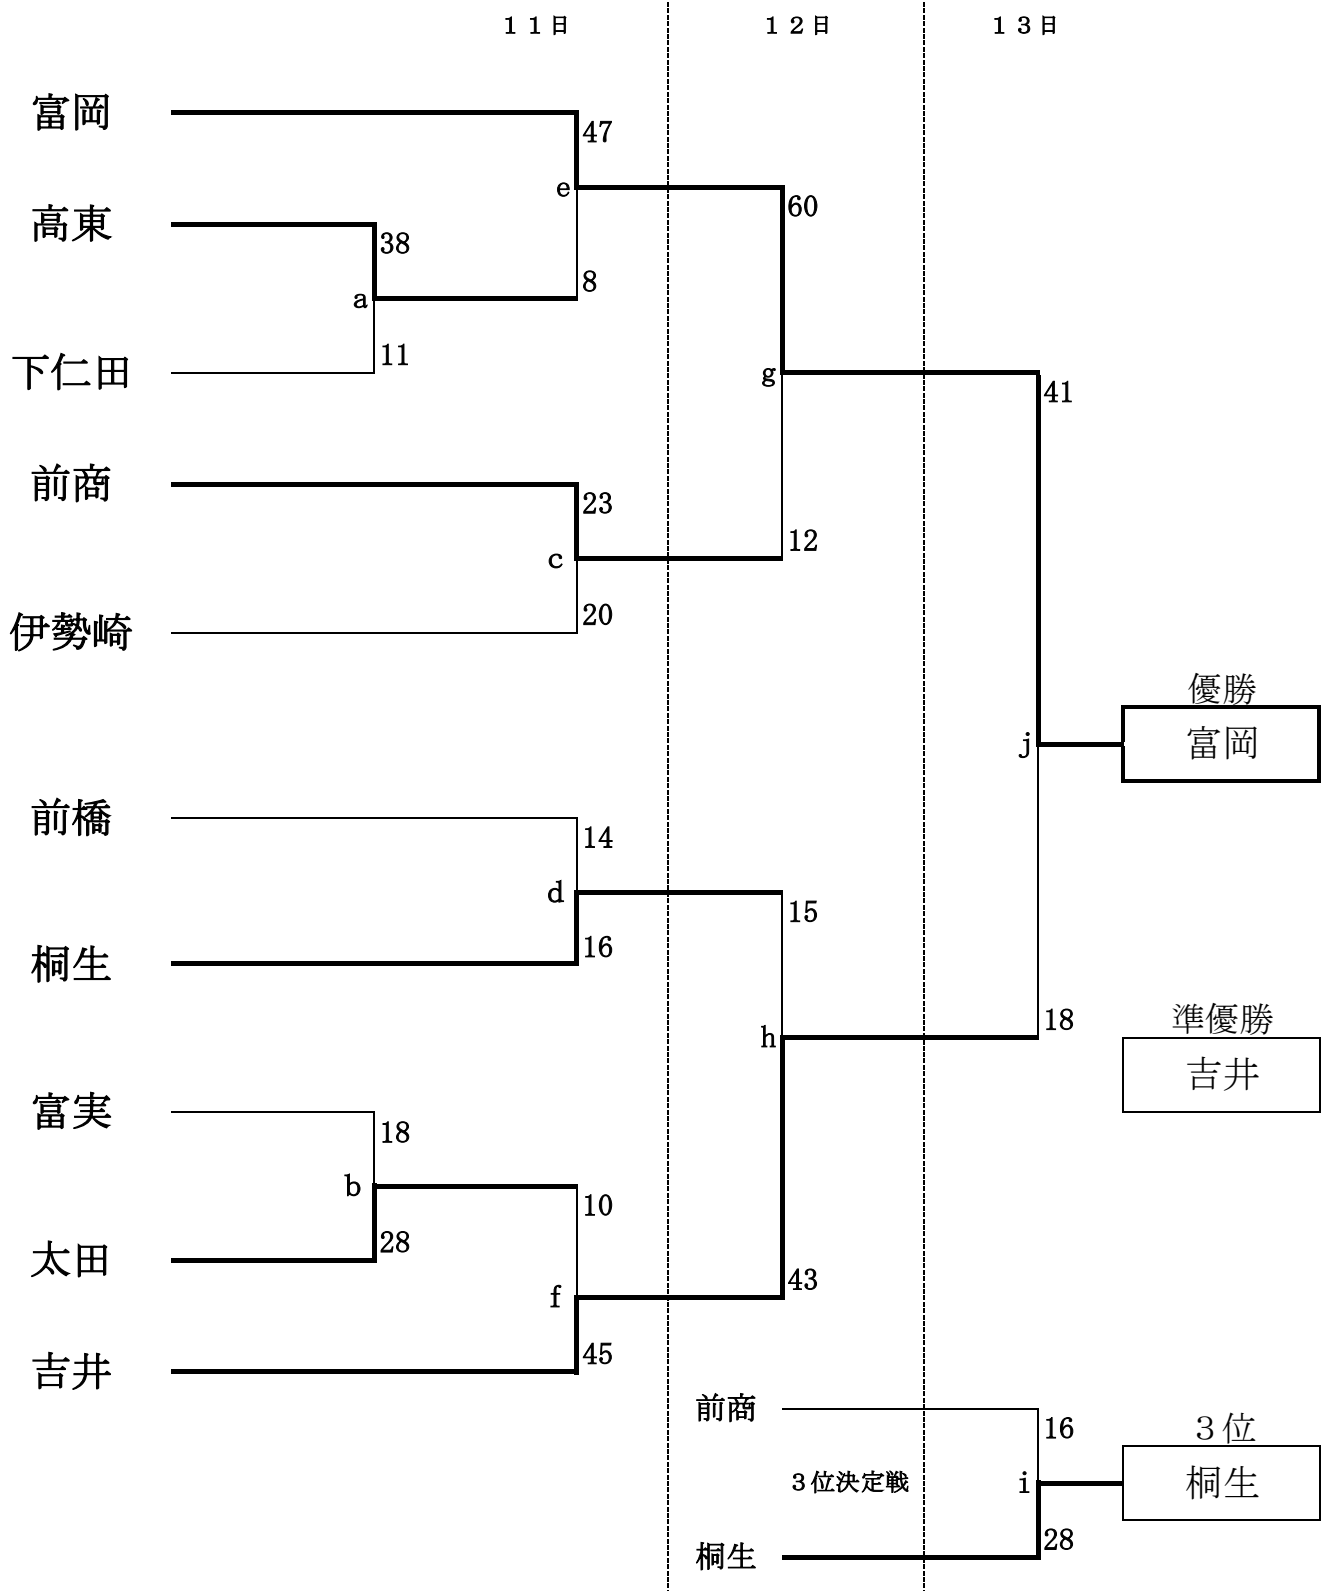 １１日 １２日 １３日
富岡
47
e
60
高東
38
8
a
11
下仁田
g
41
前商
23
12
c
20
伊勢崎
優勝
富岡
j
前橋
14
d
15
16
桐生
準優勝
18
h
吉井
富実
18
b
10
28
太田
43
f
45
吉井
前商
16
３位
３位決定戦
i
桐生
28
桐生